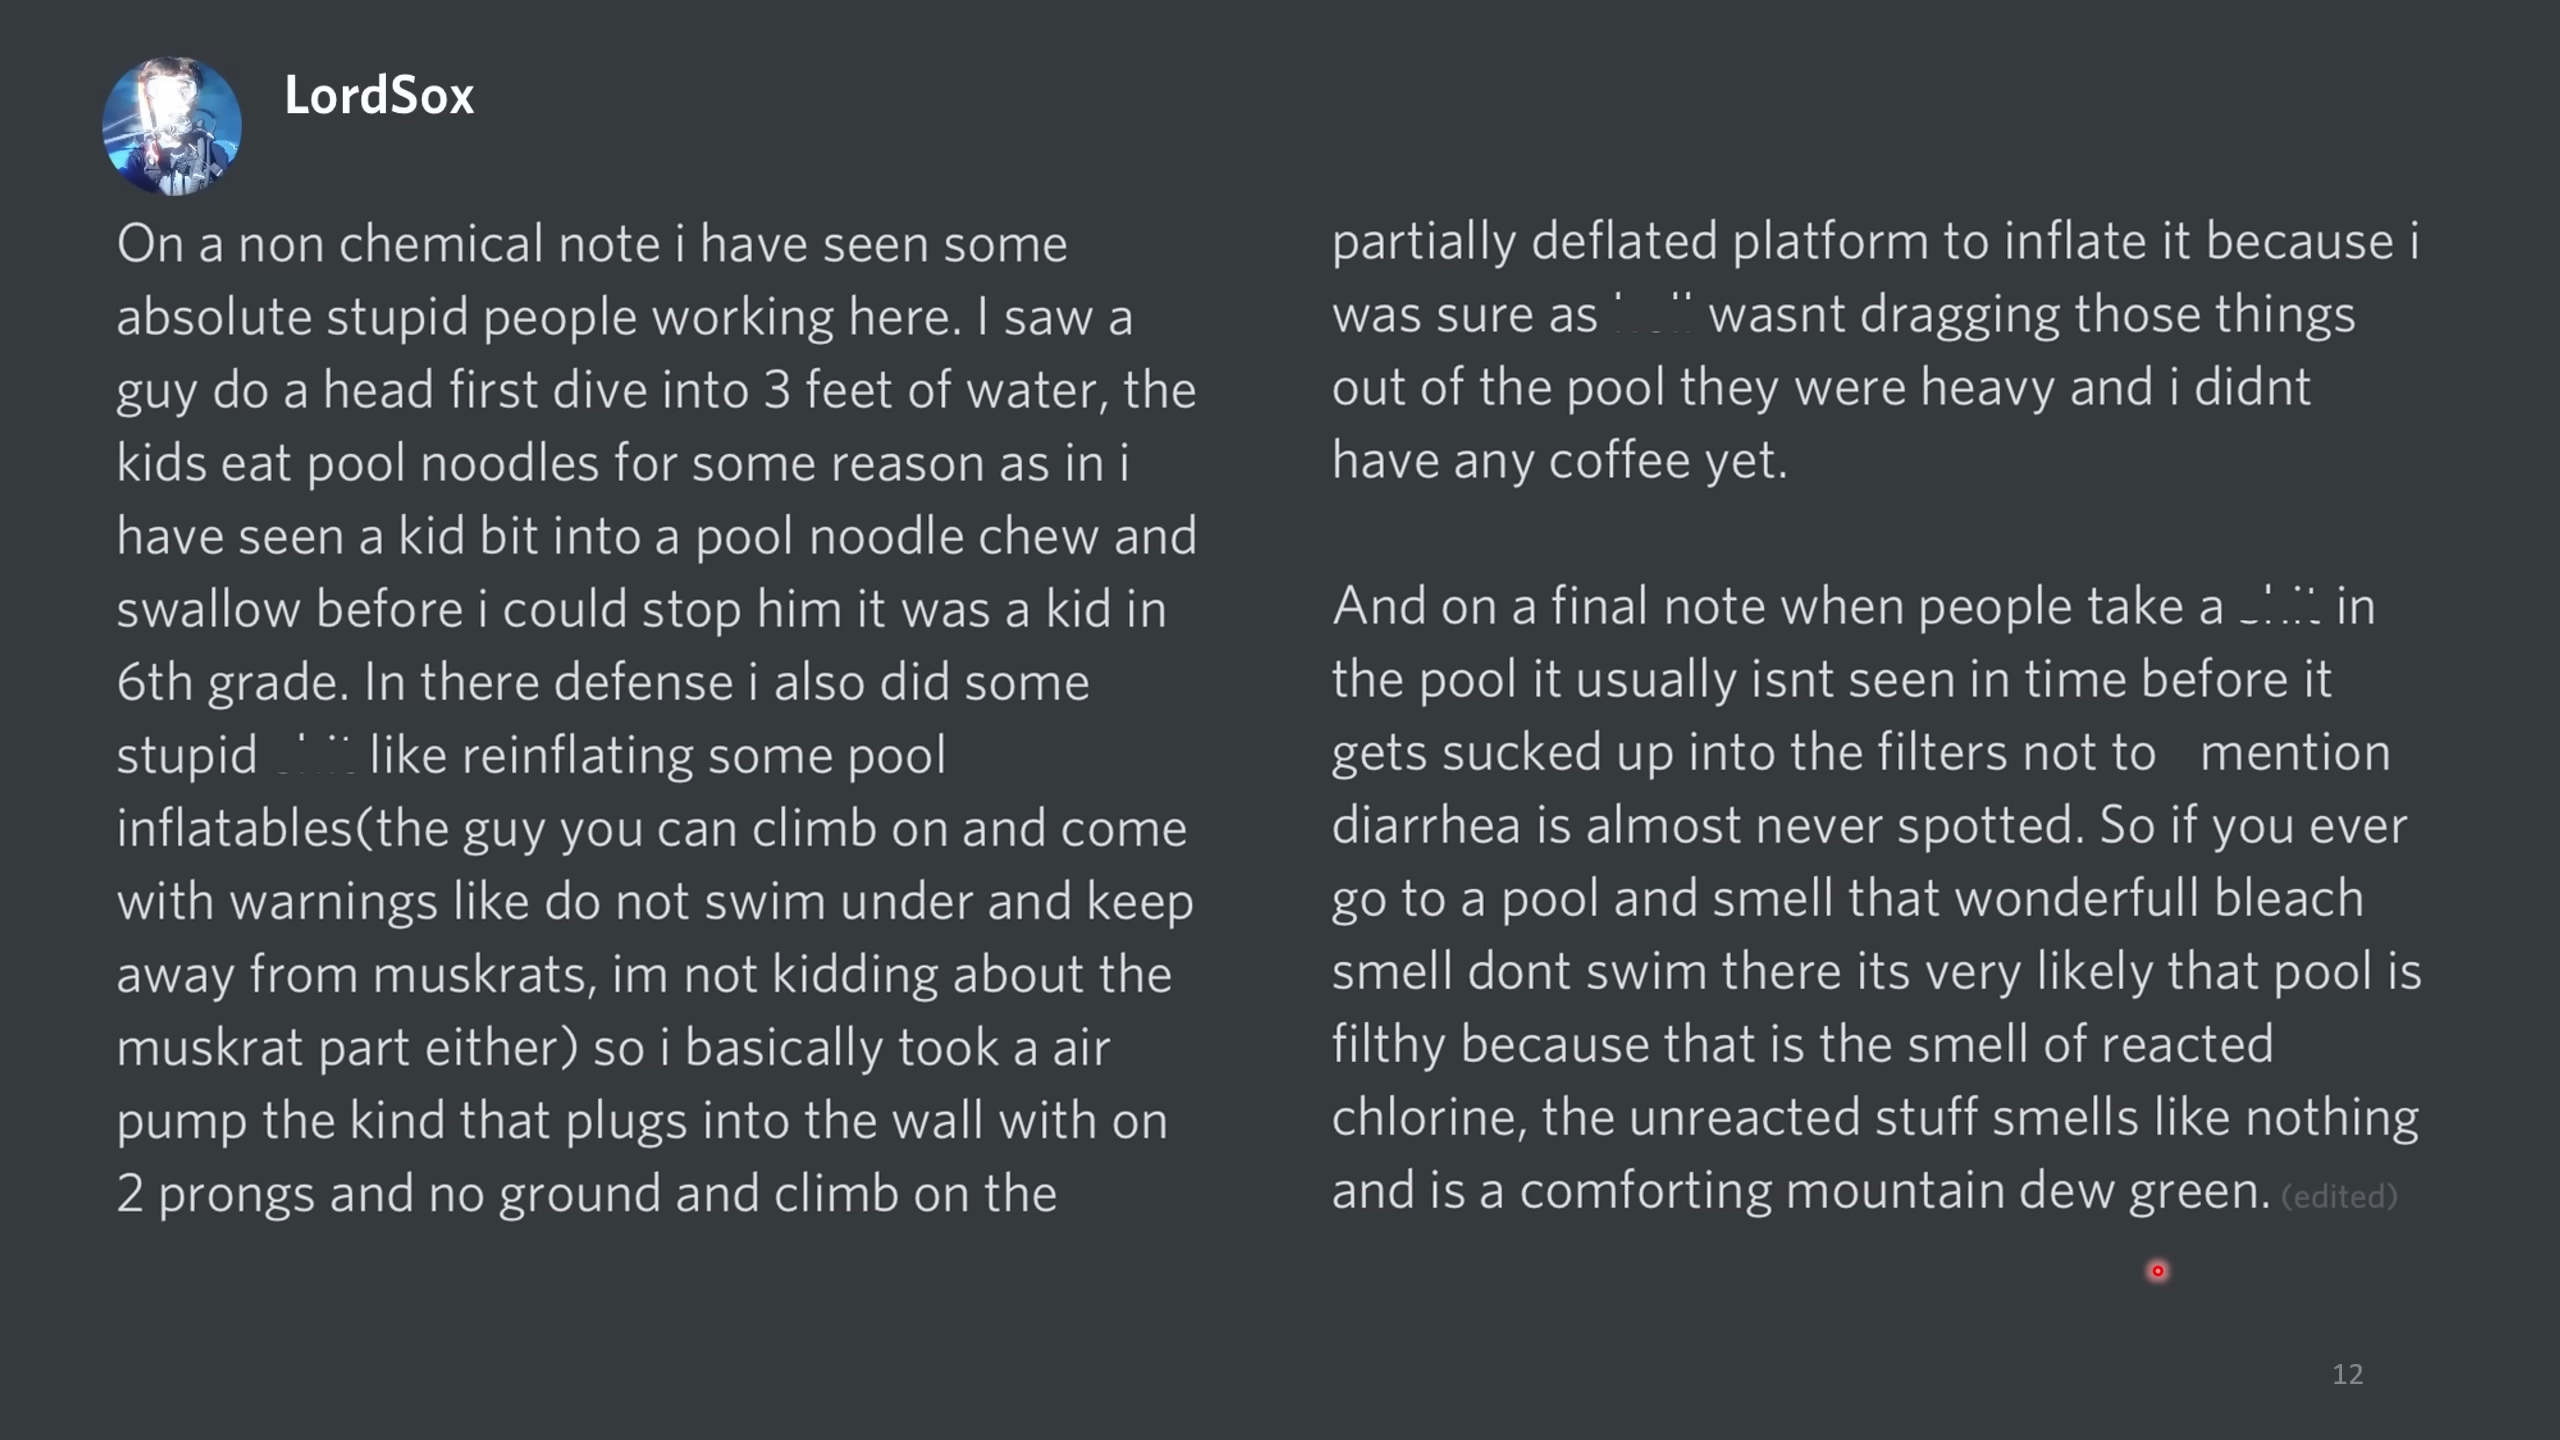 LordSox
On a non chemical note i have seen some
absolute stupid people working here. I saw a
guy do a head first dive into 3 feet of water, the
kids eat pool noodles for some reason as in i
have seen a kid bit into a pool noodle chew and
swallow before i could stop him it was a kid in
6th grade. In there defense i also did some
stupid like reinflating some pool
inflatables(the guy you can climb on and come
with warnings like do not swim under and keep
away from muskrats, im not kidding about the
muskrat part either) so i basically took a air
pump the kind that plugs into the wall with on
2 prongs and no ground and climb on the
partially deflated platform to inflate it because i
was sure as wasnt dragging those things
out of the pool they were heavy and i didnt
have any coffee yet.
And on a final note when people take a in
the pool it usually isnt seen in time before it
gets sucked up into the filters not to mention
diarrhea is almost never spotted. So if you ever
go to a pool and smell that wonderfull bleach
smell dont swim there its very likely that pool is
filthy because that is the smell of reacted
chlorine, the unreacted stuff smells like nothing
and is a comforting mountain dew green. (edited)
12